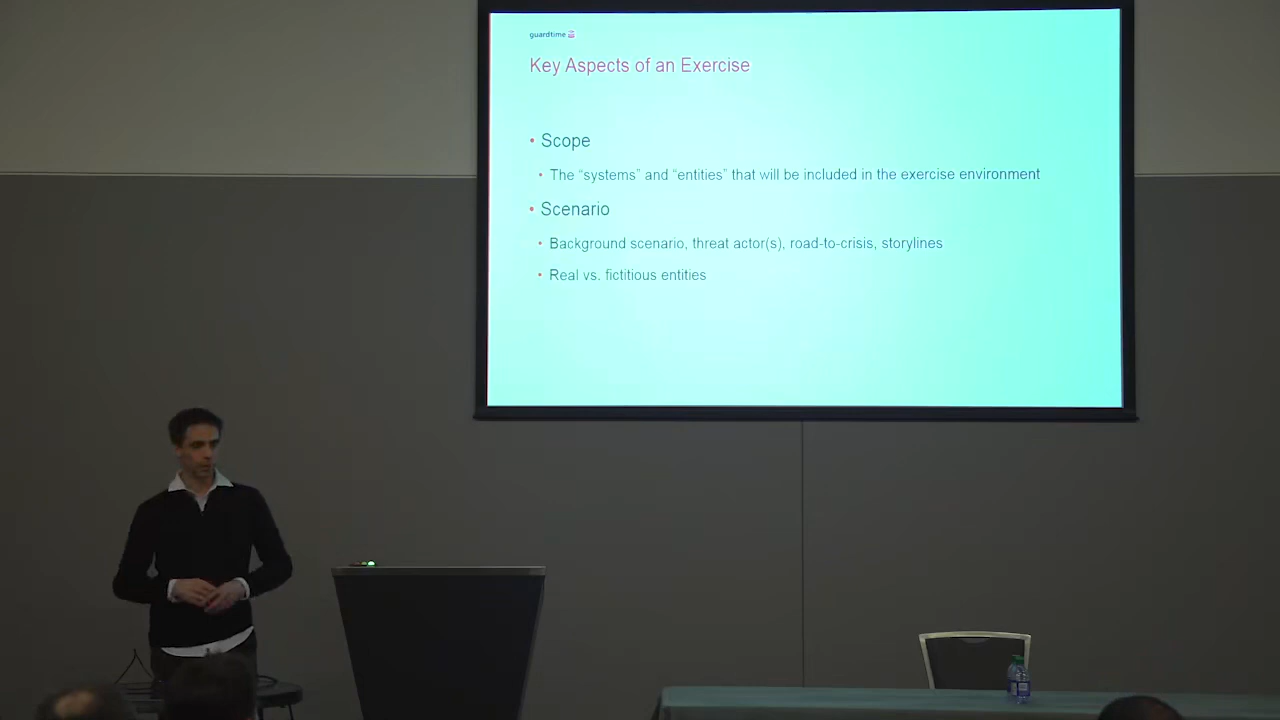 guardtime
Key Aspects of an Exercise
• Scope
• The “systems” and “entities” that will be included in the exercise environment
• Scenario
• Background scenario, threat actor(s), road-to-crisis, storylines
• Real vs. fictitious entities